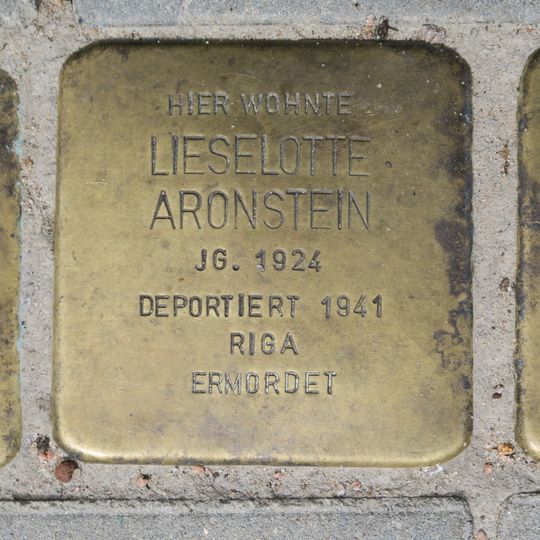 HIER WOHNTE
LIESELOTTE
ARONSTEIN
JG. 1924
DEPORTIERT 1941
RIGA
ERMORDET